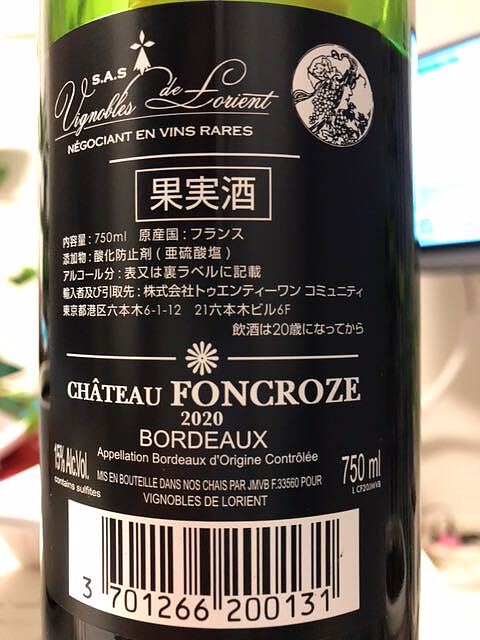 S.A.S
Vignobles de Lorient
NÉGOCIANT EN VINS RARES
果実酒
内容量:750ml 原産国:フランス
添加物:酸化防止剤(亜硫酸塩)
アルコール分:表又は裏ラベルに記載
輸入者及び引取先:株式会社トゥエンティーワン コミュニティ
東京都港区六本木6-1-12 21六本木ビル6F
飲酒は20歳になってから
CHÂTEAU FONCROZE
2020
BORDEAUX
Appellation Bordeaux d'Origine Contrôlée
15% Alc.Vol.
contains sulfites
MIS EN BOUTEILLE DANS NOS CHAIS PAR JMVB F.33560 POUR
VIGNOBLES DE LORIENT
750 ml
L CF20JMVB
3 701266 200131